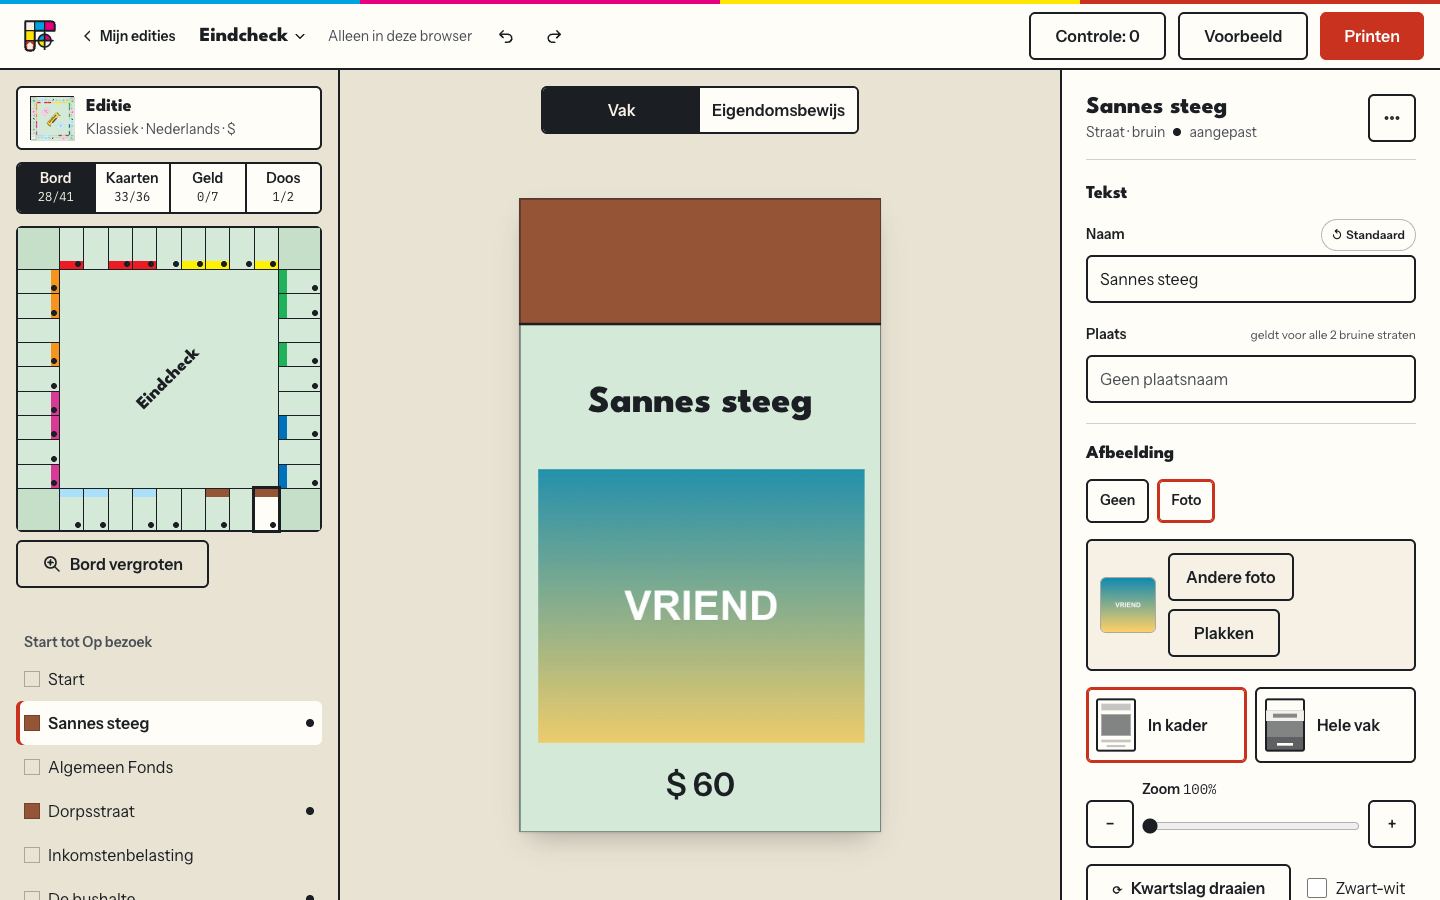 Mijn edities
Eindcheck
Alleen in deze browser
Controle: 0
Voorbeeld
Printen
Editie
Klassiek · Nederlands · $
Bord
28/41
Kaarten
33/36
Geld
0/7
Doos
1/2
Eindcheck
Bord vergroten
Start tot Op bezoek
Start
Sannes steeg
Algemeen Fonds
Dorpsstraat
Inkomstenbelasting
De bushalte
Vak
Eigendomsbewijs
Sannes steeg
VRIEND
$ 60
Sannes steeg
Straat · bruin ● aangepast
Tekst
Naam
Standaard
Sannes steeg
Plaats
geldt voor alle 2 bruine straten
Geen plaatsnaam
Afbeelding
Geen
Foto
VRIEND
Andere foto
Plakken
In kader
Hele vak
Zoom 100%
−
+
Kwartslag draaien
Zwart-wit